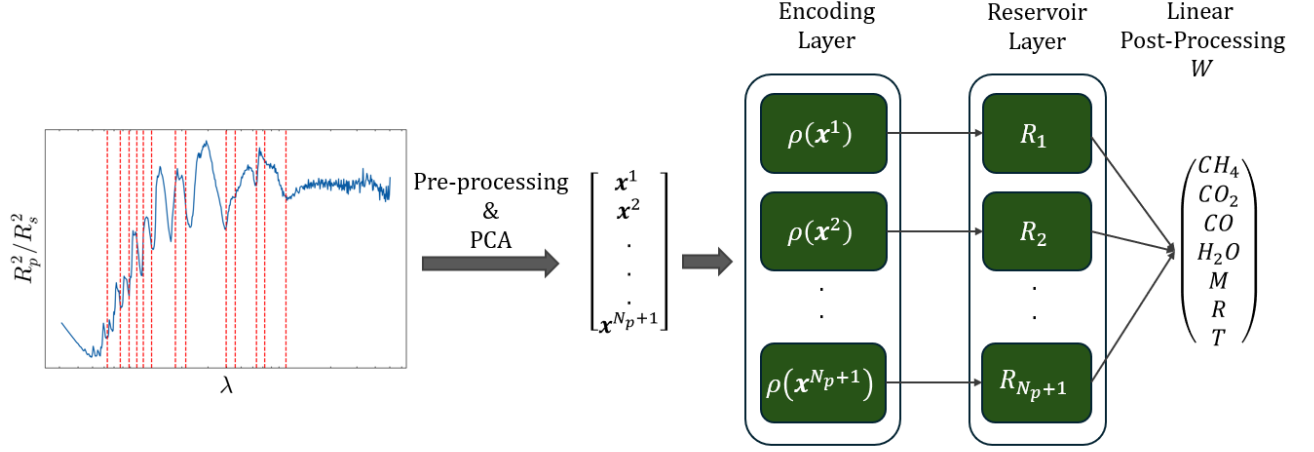 Encoding
Layer
Reservoir
Layer
Linear
Post-Processing
W
R_p^2/R_s^2
λ
Pre-processing
&
PCA
x^1
x^2
.
.
.
x^{N_p+1}
ρ(x^1)
ρ(x^2)
.
.
ρ(x^{N_p+1})
R_1
R_2
.
.
R_{N_p+1}
CH_4
CO_2
CO
H_2O
M
R
T